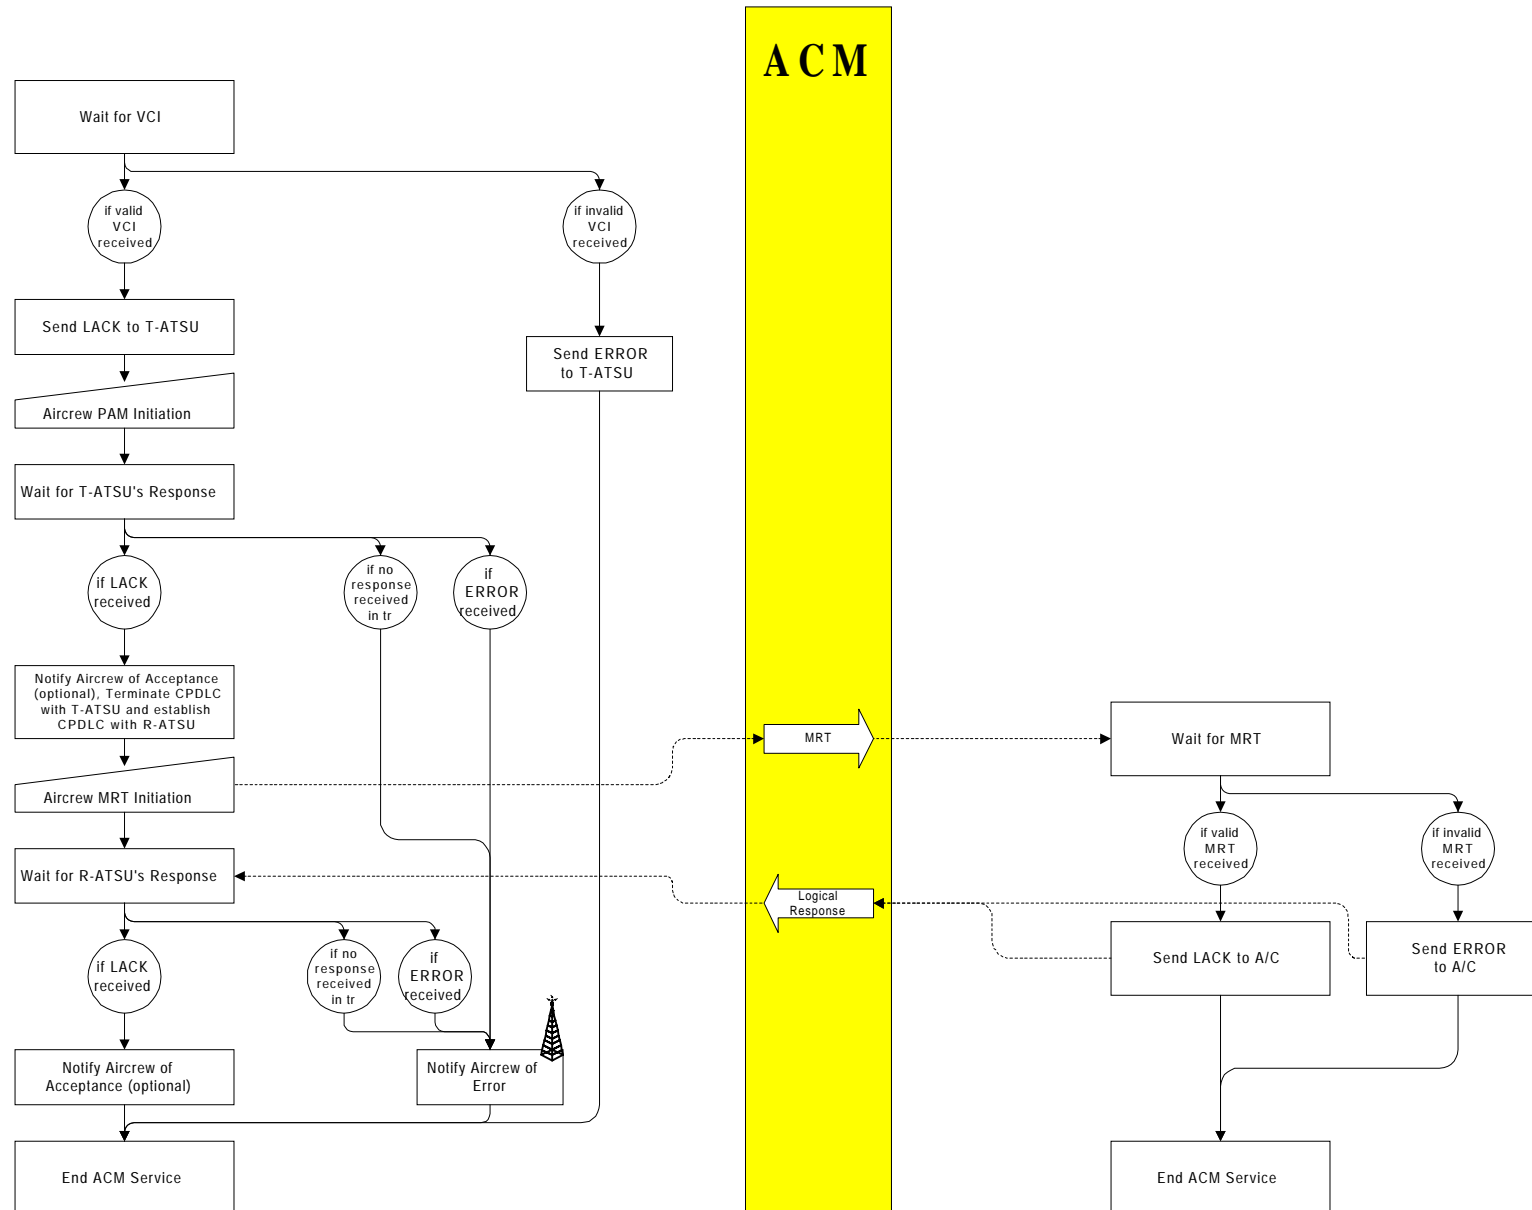 ACM
Wait for VCI
if valid
VCI
received
if invalid
VCI
received
Send LACK to T-ATSU
Send ERROR
to T-ATSU
Aircrew PAM Initiation
Wait for T-ATSU's Response
if LACK
received
if no
response
received
in tr
if
ERROR
received
Notify Aircrew of Acceptance
(optional), Terminate CPDLC
with T-ATSU and establish
CPDLC with R-ATSU
MRT
Wait for MRT
Aircrew MRT Initiation
if valid
MRT
received
if invalid
MRT
received
Wait for R-ATSU's Response
Logical
Response
if LACK
received
if no
response
received
in tr
if
ERROR
received
Send LACK to A/C
Send ERROR
to A/C
Notify Aircrew of
Acceptance (optional)
Notify Aircrew of
Error
End ACM Service
End ACM Service